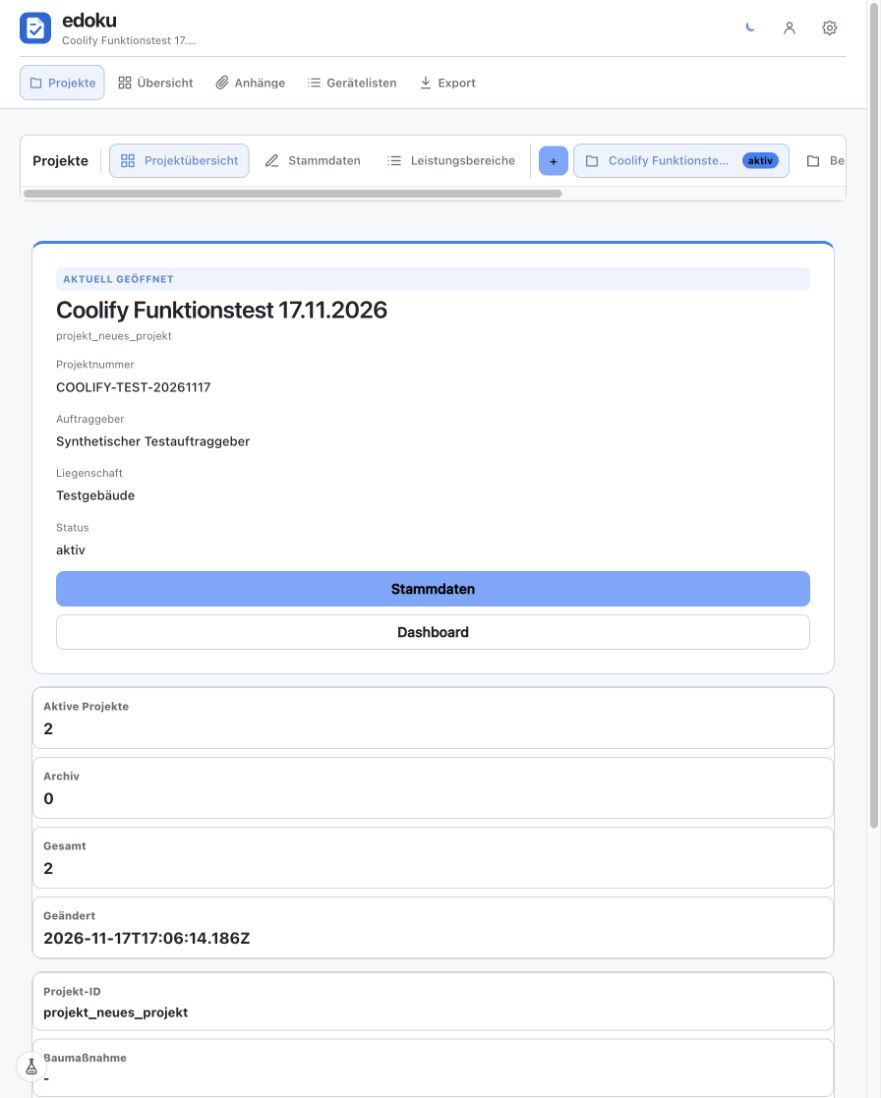 edoku
Coolify Funktionstest 17....
Projekte Übersicht Anhänge Gerätelisten Export
Projekte Projektübersicht Stammdaten Leistungsbereiche + Coolify Funktionste... aktiv Be
AKTUELL GEÖFFNET
Coolify Funktionstest 17.11.2026
projekt_neues_projekt
Projektnummer
COOLIFY-TEST-20261117
Auftraggeber
Synthetischer Testauftraggeber
Liegenschaft
Testgebäude
Status
aktiv
Stammdaten
Dashboard
Aktive Projekte
2
Archiv
0
Gesamt
2
Geändert
2026-11-17T17:06:14.186Z
Projekt-ID
projekt_neues_projekt
Baumaßnahme
-